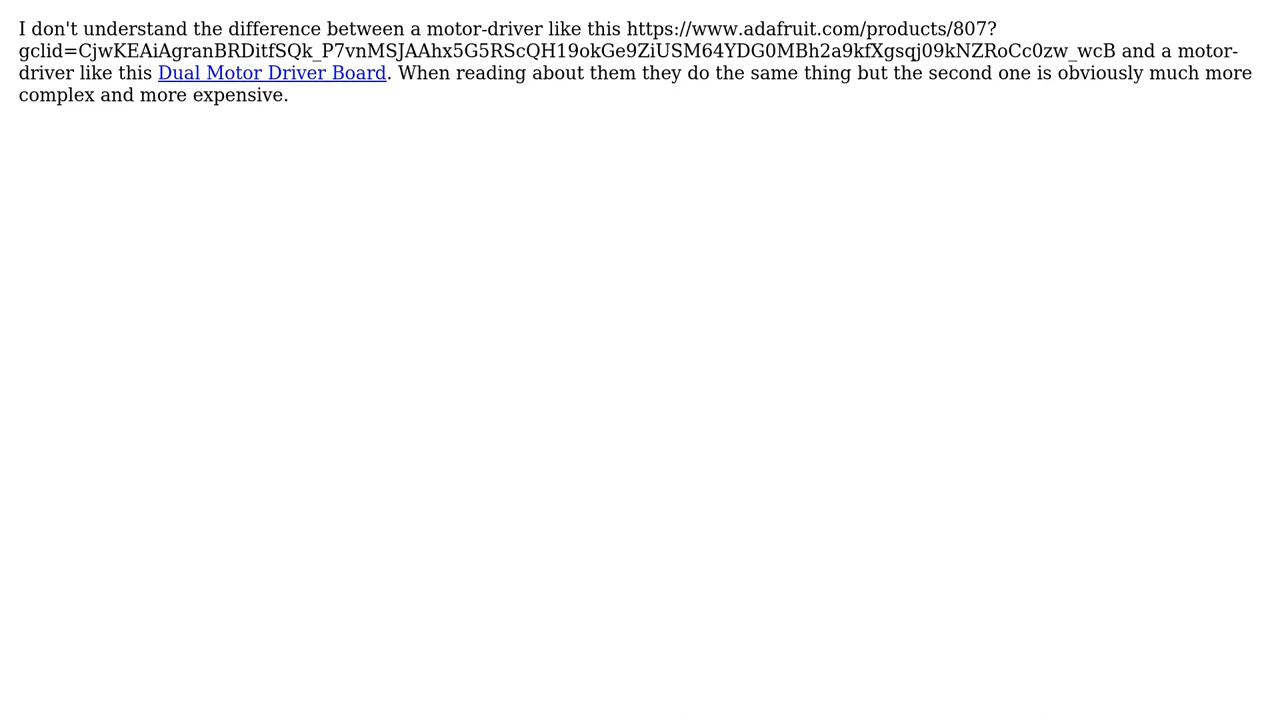 I don't understand the difference between a motor-driver like this https://www.adafruit.com/products/807?
gclid=CjwKEAiAgranBRDitfSQk_P7vnMSJAAhx5G5RScQH19okGe9ZiUSM64YDG0MBh2a9kfXgsqj09kNZRoCc0zw_wcB and a motor-
driver like this Dual Motor Driver Board. When reading about them they do the same thing but the second one is obviously much more
complex and more expensive.